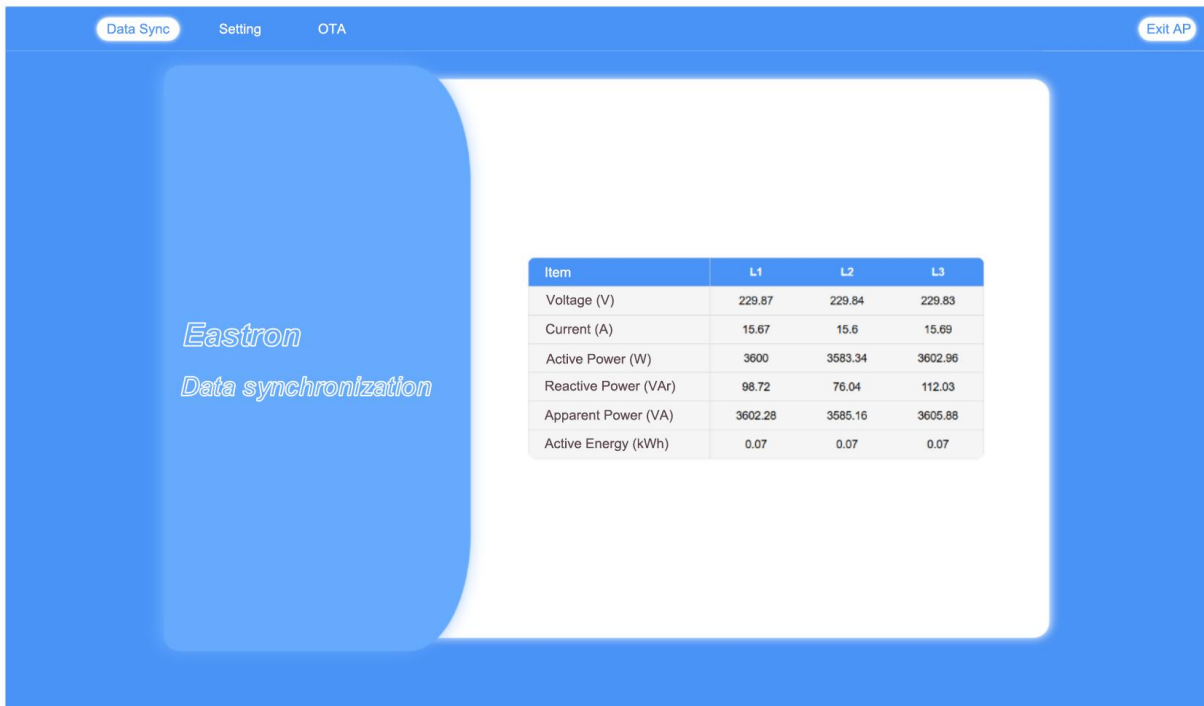 Data Sync Setting OTA Exit AP
Eastron
Data synchronization
Item L1 L2 L3
Voltage (V) 229.87 229.84 229.83
Current (A) 15.67 15.6 15.69
Active Power (W) 3600 3583.34 3602.96
Reactive Power (VAr) 98.72 76.04 112.03
Apparent Power (VA) 3602.28 3585.16 3605.88
Active Energy (kWh) 0.07 0.07 0.07